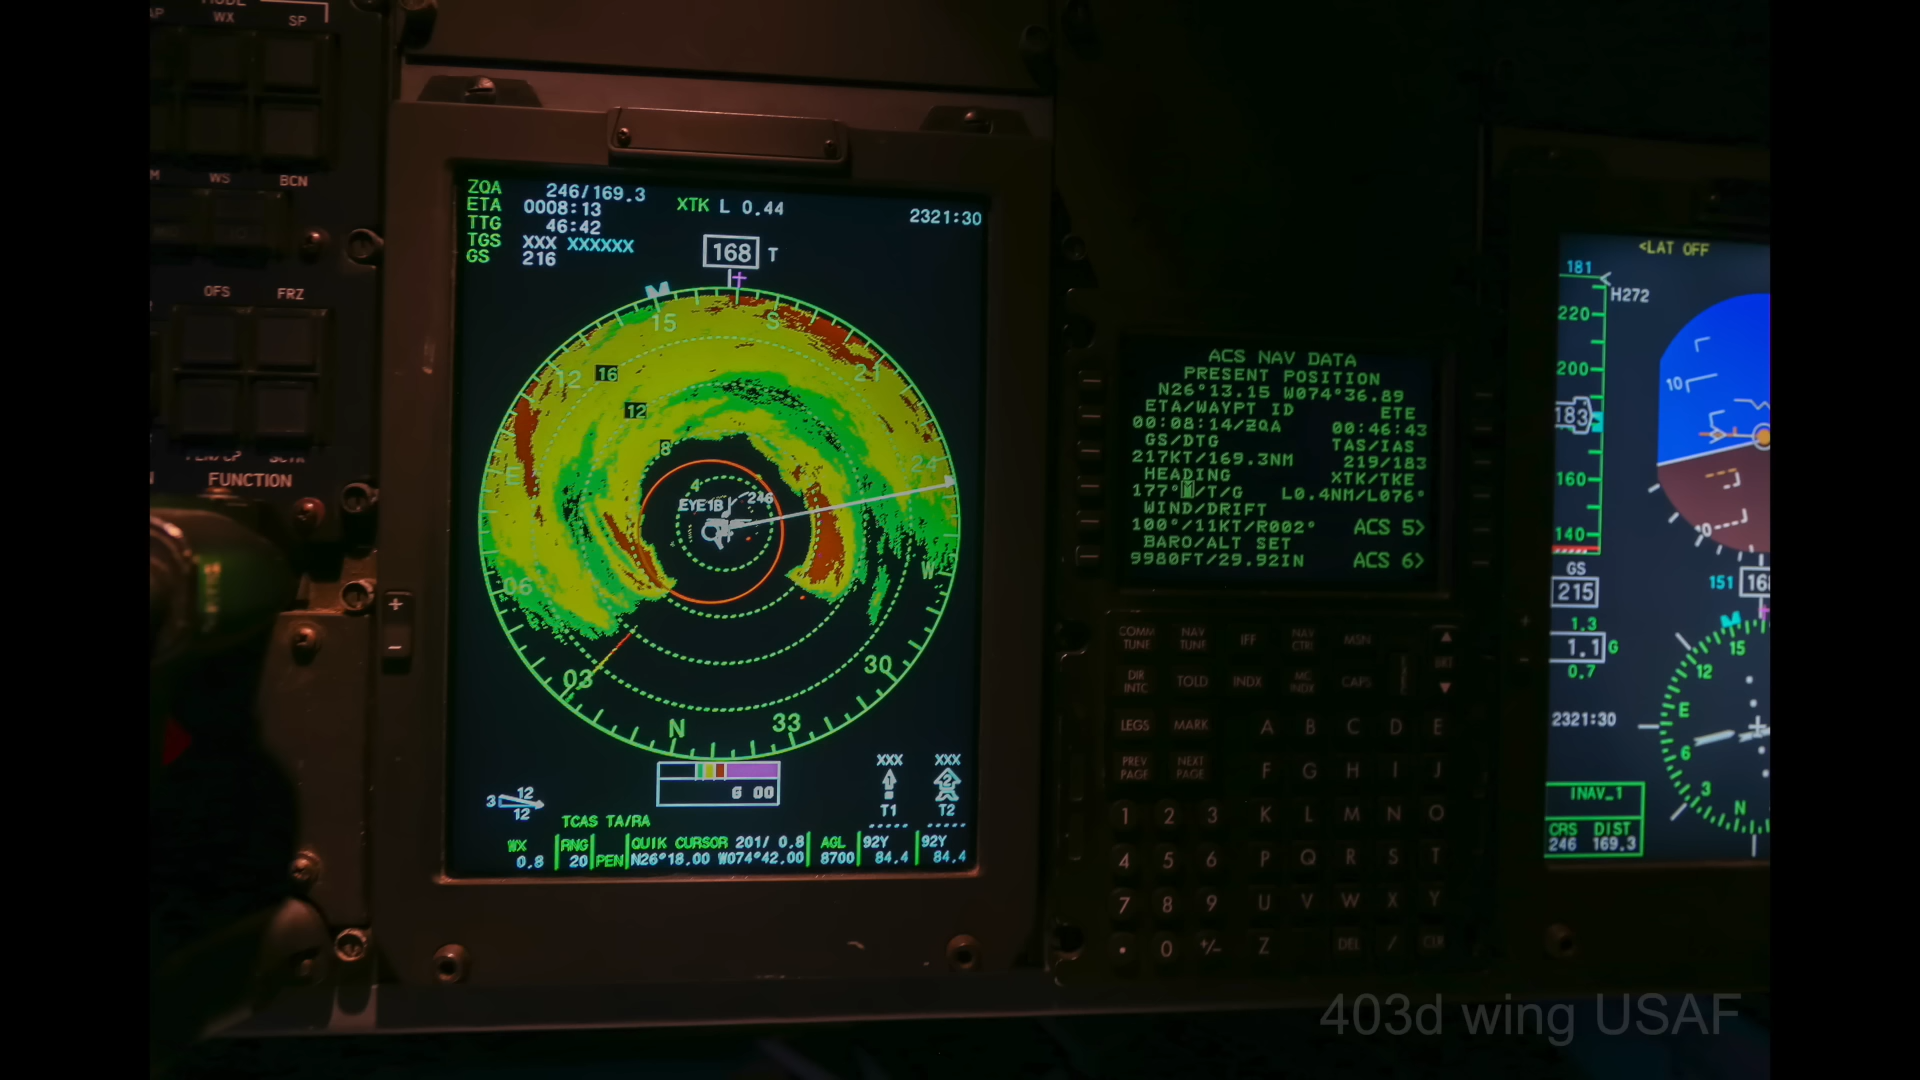 MODE
WX SP
WS BCN
OFS FRZ
FUNCTION
ZQA 246/169.3
ETA 0008:13
TTG 46:42
TGS XXX XXXXXX
GS 216
XTK L 0.44
2321:30
168 T
M
15 S
12 21
16
12
8
4
E 24
EYE1B 246
06 W
03 30
N 33
G 00
3 12
12
XXX XXX
1 2
T1 T2
TCAS TA/RA
WX RNG QUIK CURSOR 201/ 0.8 AGL 92Y 92Y
0.8 20 PEN N26°18.00 W074°42.00 8700 84.4 84.4
+
-
ACS NAV DATA
PRESENT POSITION
N26°13.15 W074°36.89
ETA/WAYPT ID ETE
00:08:14/ZQA 00:46:43
GS/DTG TAS/IAS
217KT/169.3NM 219/183
HEADING XTK/TKE
177°M/T/G L0.4NM/L076°
WIND/DRIFT
100°/11KT/R002° ACS 5>
BARO/ALT SET
9980FT/29.92IN ACS 6>
COMM TUNE NAV TUNE IFF NAV CTRL MSN
DIR INTC TOLD INDX MC INDX CAPS BRT
LEGS MARK A B C D E
PREV PAGE NEXT PAGE F G H I J
1 2 3 K L M N O
4 5 6 P Q R S T
7 8 9 U V W X Y
. 0 +/- Z DEL / CLR
<LAT OFF
181
H272
220
200
183
160
140
10
10
GS
215
151 168
1.3
1.1 G
0.7
M
15
12
E
6
3
N
2321:30
INAV_1
CRS DIST
246 169.3
403d wing USAF